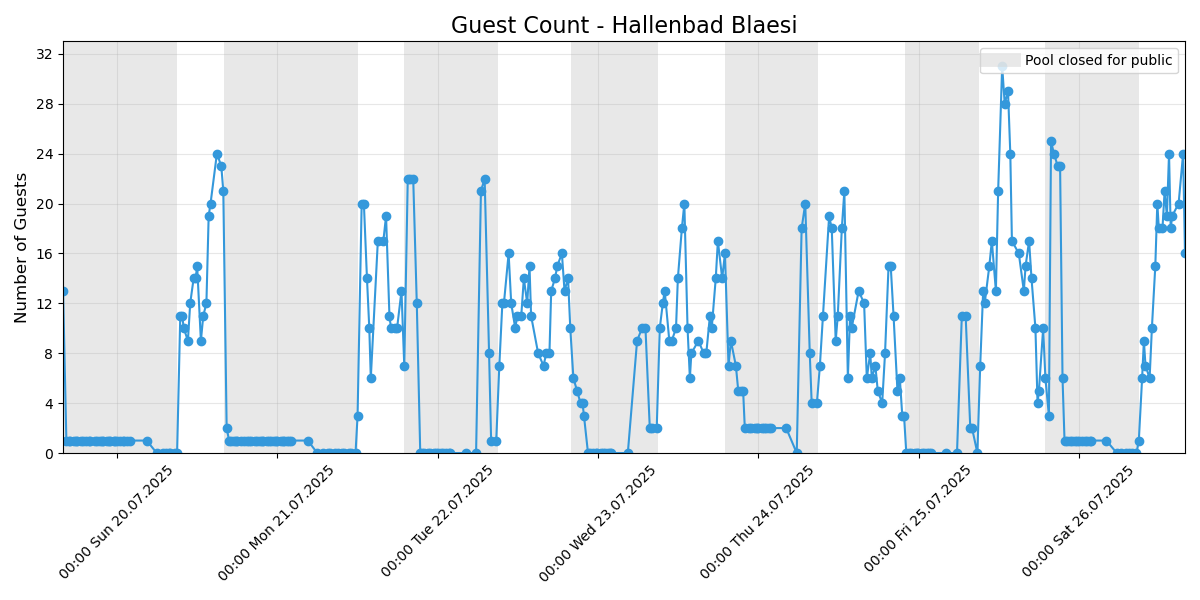 Guest Count - Hallenbad Blaesi
Pool closed for public
Number of Guests
32
28
24
20
16
12
8
4
0
00:00 Sun 20.07.2025
00:00 Mon 21.07.2025
00:00 Tue 22.07.2025
00:00 Wed 23.07.2025
00:00 Thu 24.07.2025
00:00 Fri 25.07.2025
00:00 Sat 26.07.2025